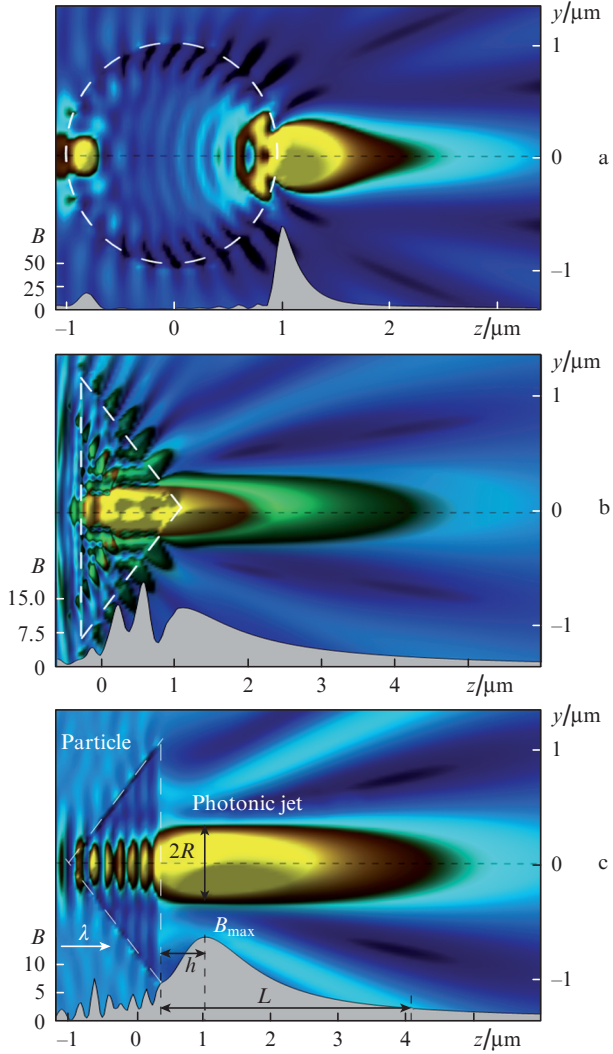 y/μm
1
0
a
B
50
25
0
–1
–1 0 1 2 z/μm
y/μm
1
0
b
B
15.0
7.5
0
–1
0 1 2 3 4 z/μm
y/μm
Particle
1
Photonic jet
2R
0
c
λ
B
B max
10
h
5
L
–1
0
–1 0 1 2 3 4 z/μm